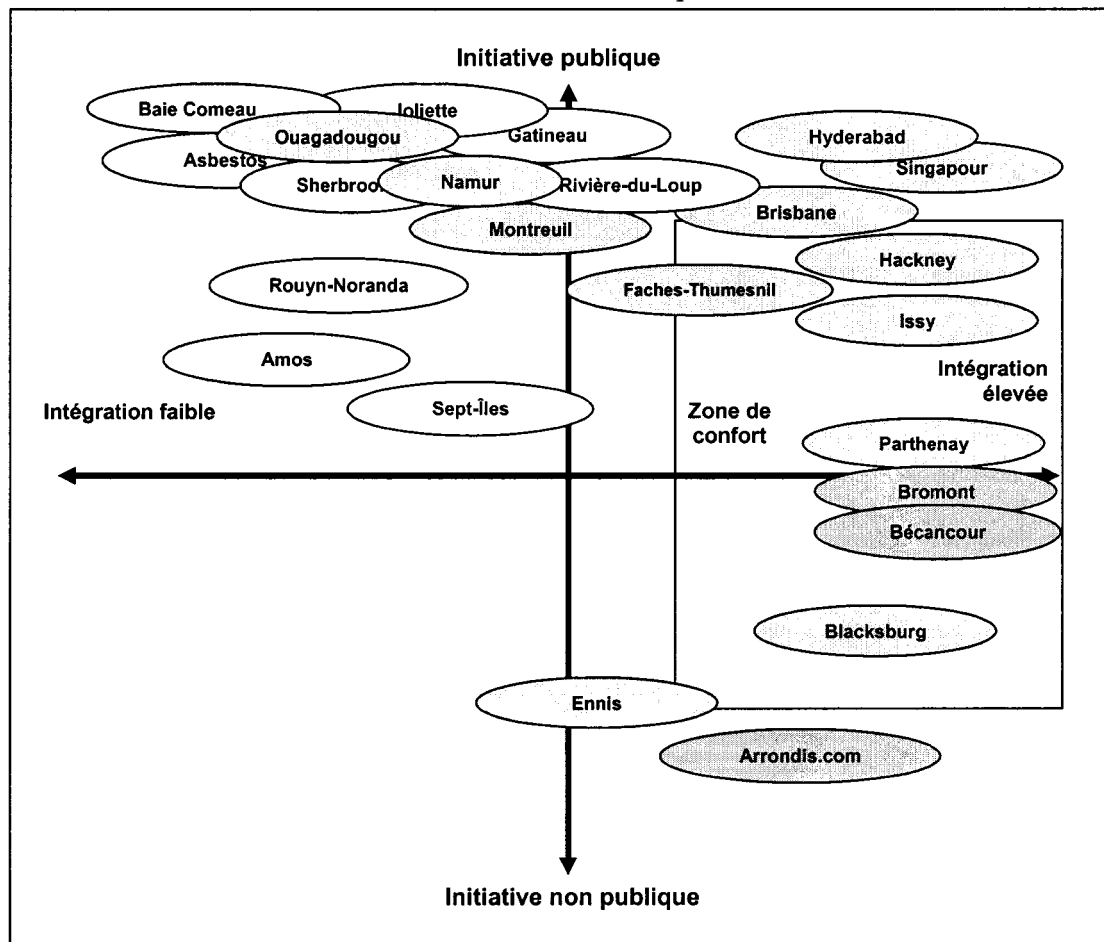 Initiative publique
Baie Comeau
Joliette
Ouagadougou
Gatineau
Hyderabad
Asbestos
Singapour
Namur
Rivière-du-Loup
Brisbane
Montreuil
Hackney
Rouyn-Noranda
Faches-Thumesnil
Issy
Amos
Intégration
élevée
Intégration faible
Sept-Îles
Zone de
confort
Parthenay
Bromont
Bécancour
Blacksburg
Ennis
Arrondis.com
Initiative non publique